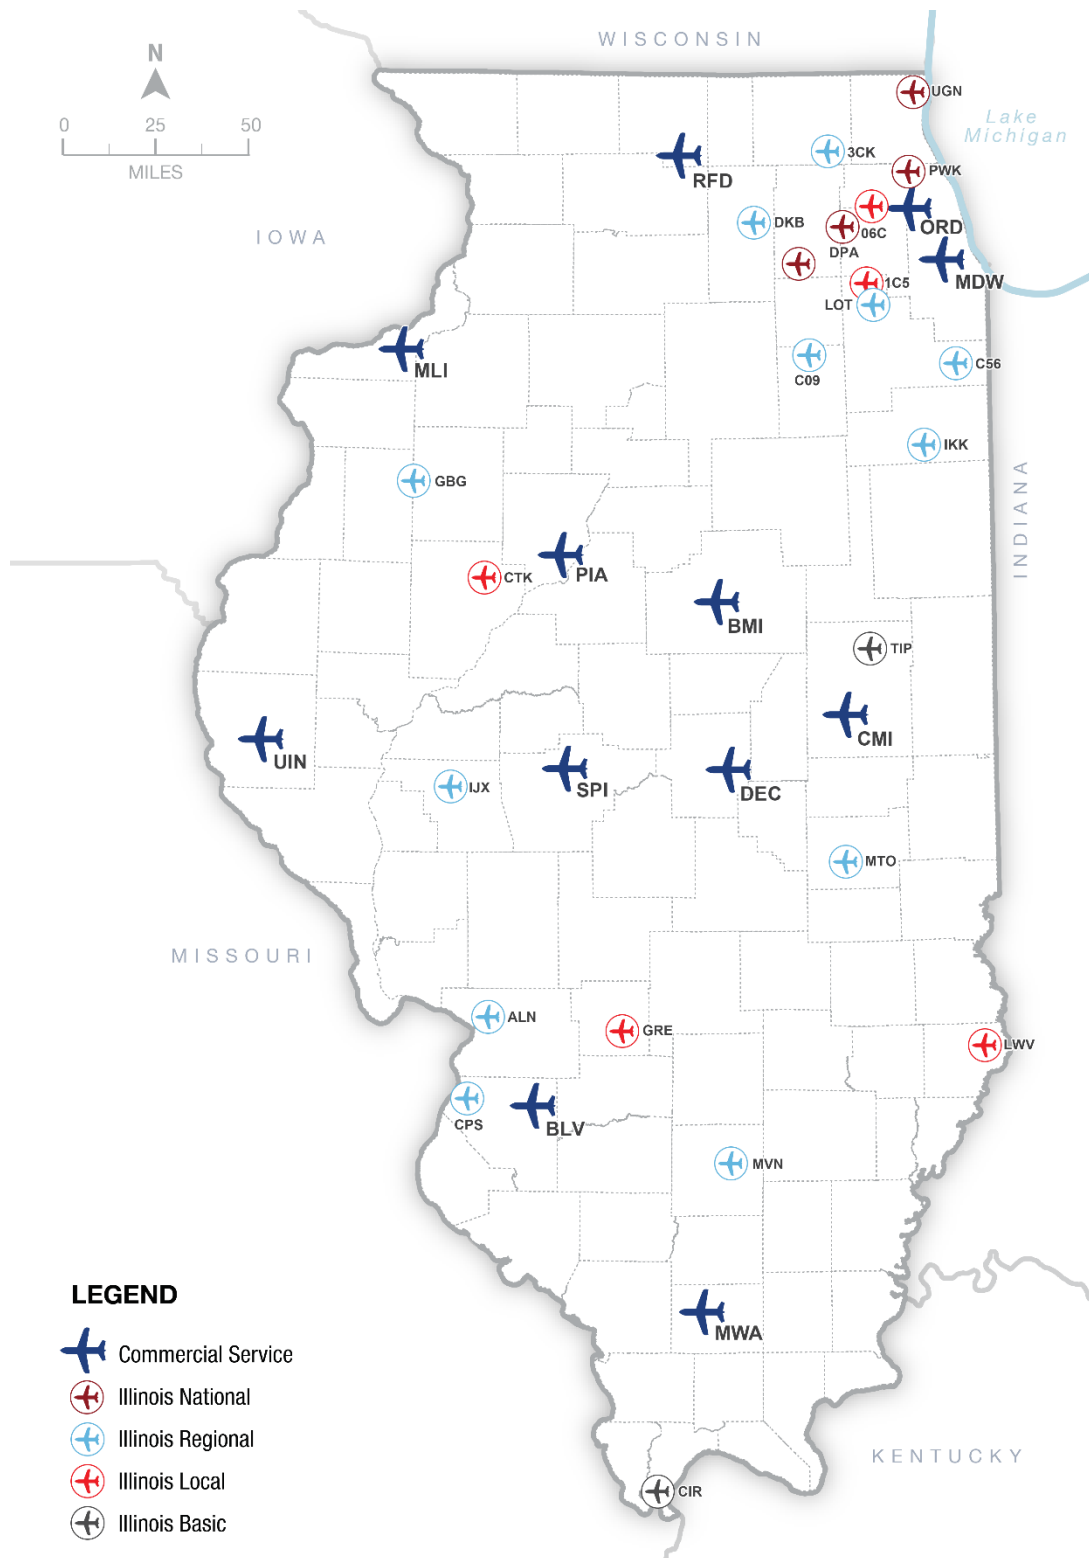 WISCONSIN
N
0 25 50
MILES
UGN
Lake
Michigan
3CK
PWK
RFD
DKB
06C
ORD
DPA
IOWA
MDW
1C5
LOT
MLI
C09
C56
IKK
GBG
INDIANA
PIA
CTK
BMI
TIP
CMI
UIN
SPI
DEC
IJX
MTO
MISSOURI
ALN
GRE
LWV
CPS
BLV
MVN
LEGEND
MWA
Commercial Service
Illinois National
Illinois Regional
KENTUCKY
Illinois Local
CIR
Illinois Basic